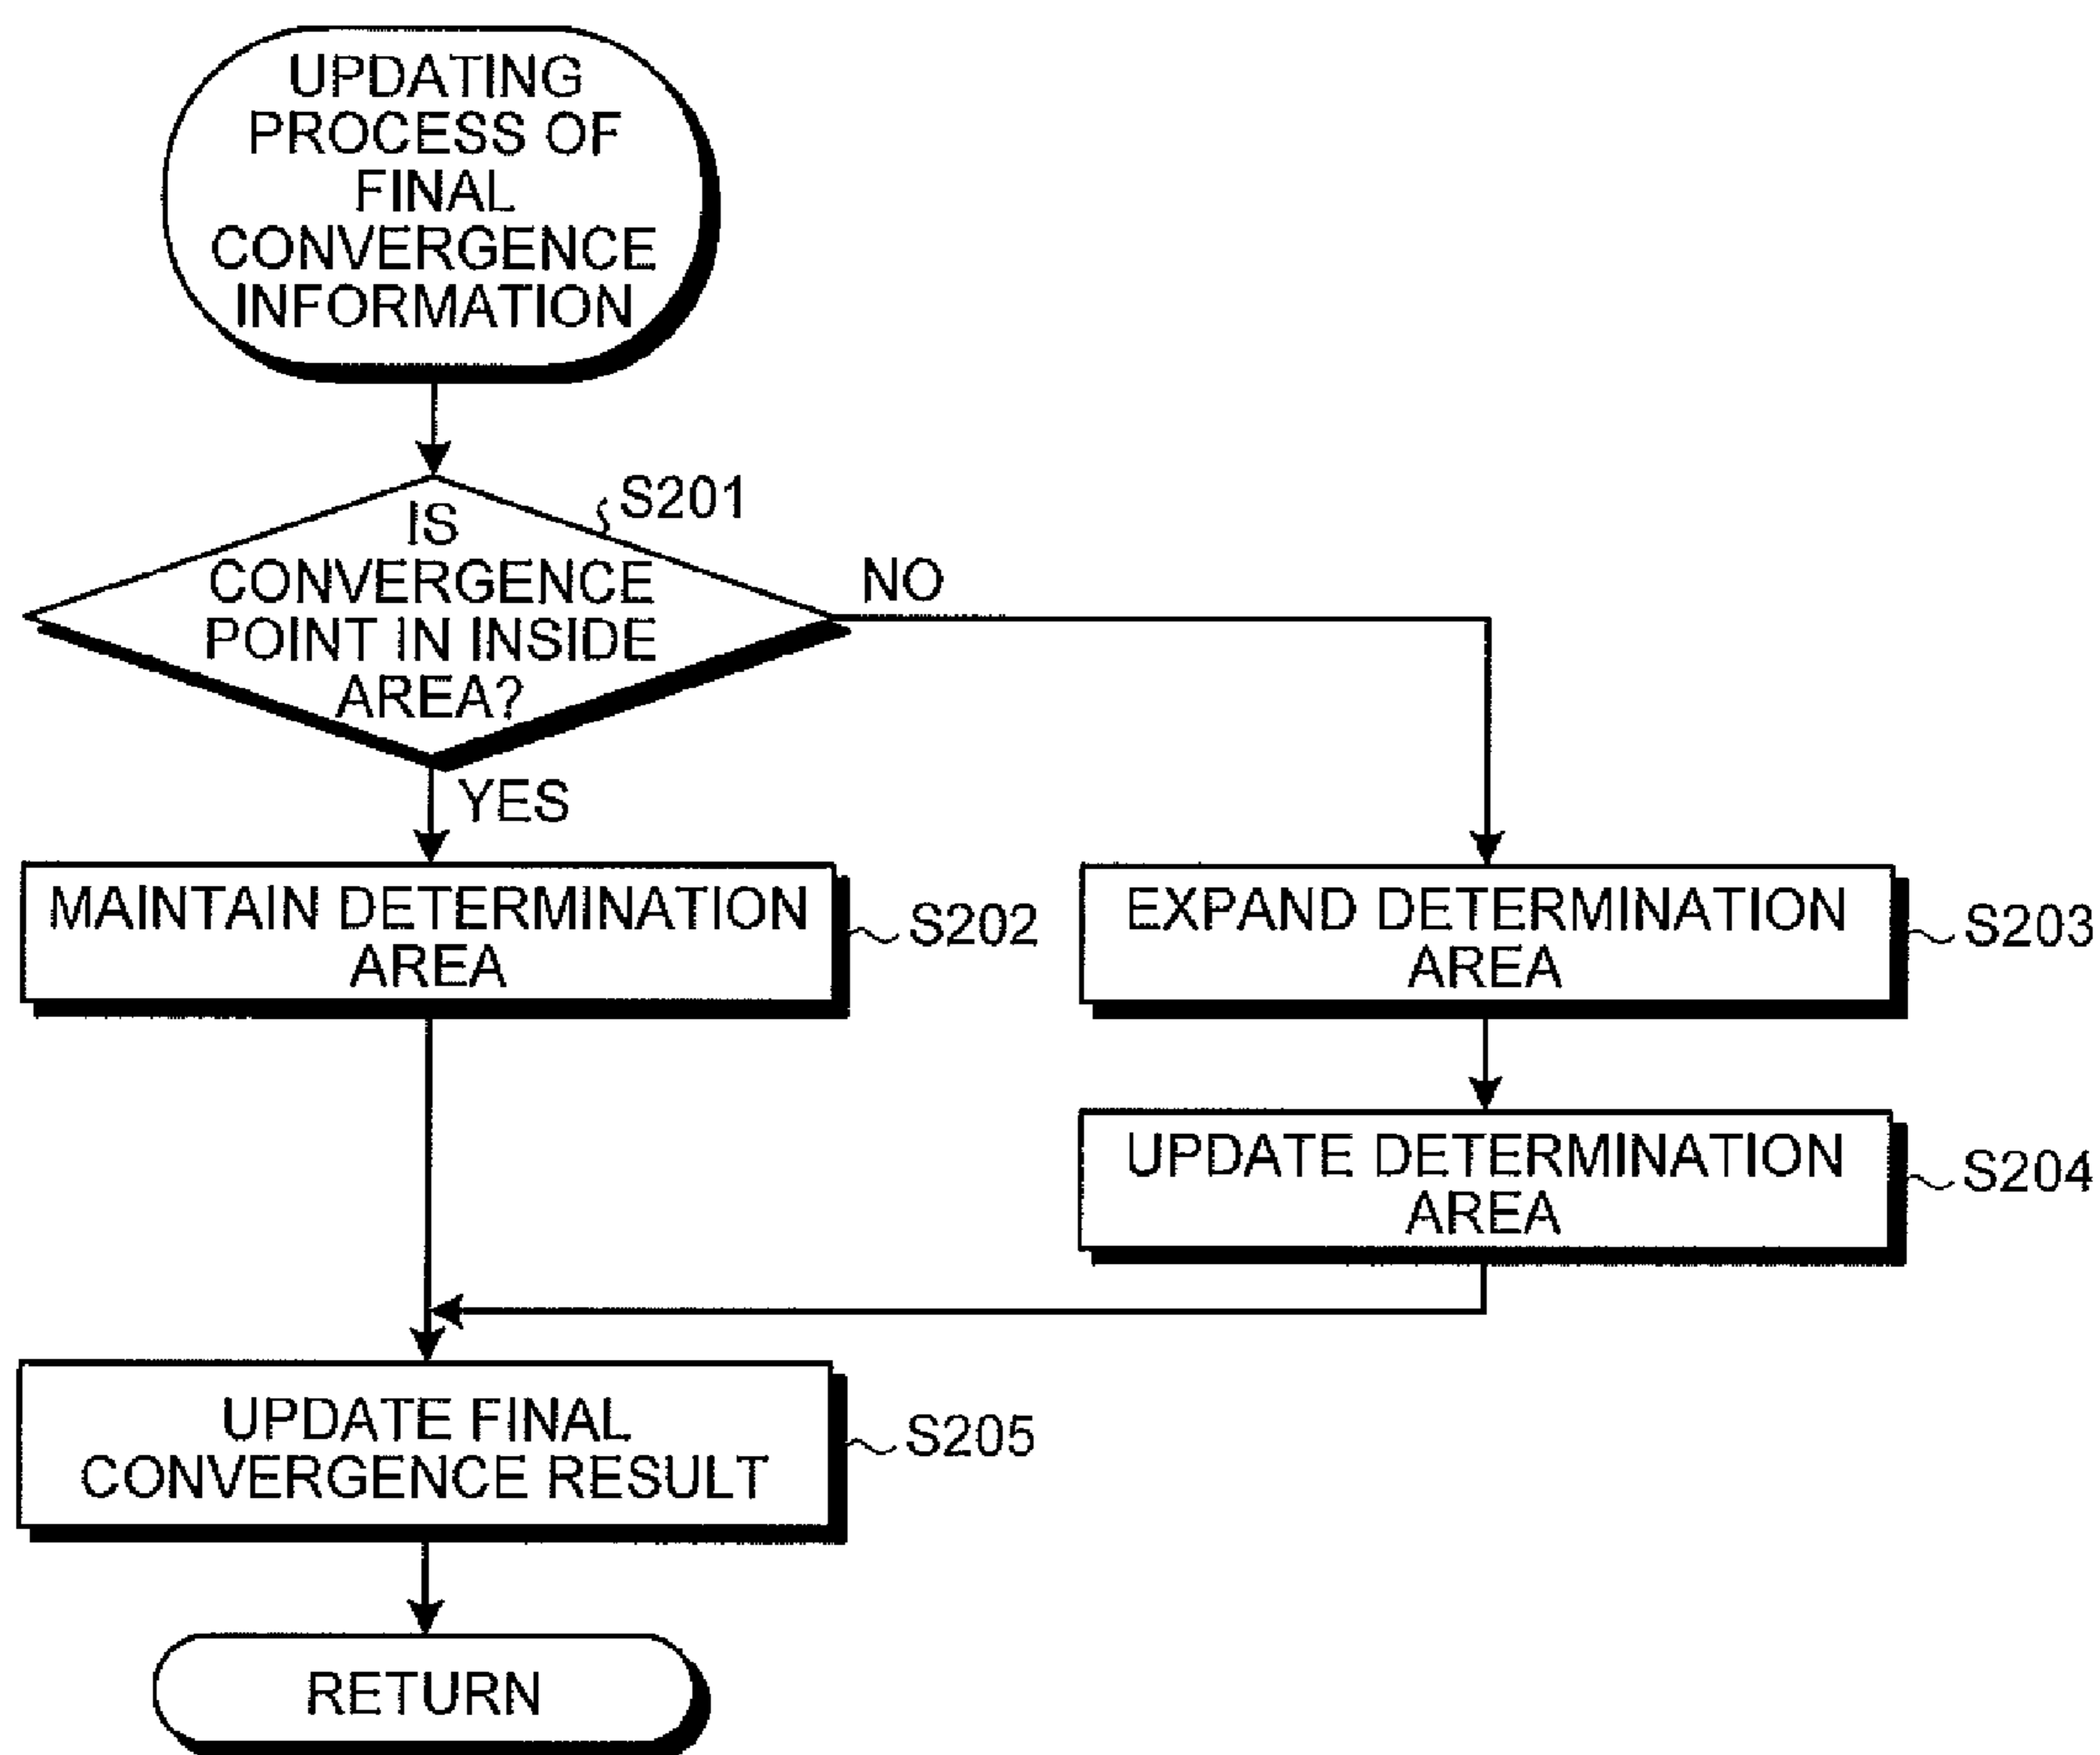 UPDATING
PROCESS OF
FINAL
CONVERGENCE
INFORMATION
S201
IS
CONVERGENCE
POINT IN INSIDE
AREA?
NO
YES
MAINTAIN DETERMINATION
AREA
S202
EXPAND DETERMINATION
AREA
S203
UPDATE DETERMINATION
AREA
S204
UPDATE FINAL
CONVERGENCE RESULT
S205
RETURN